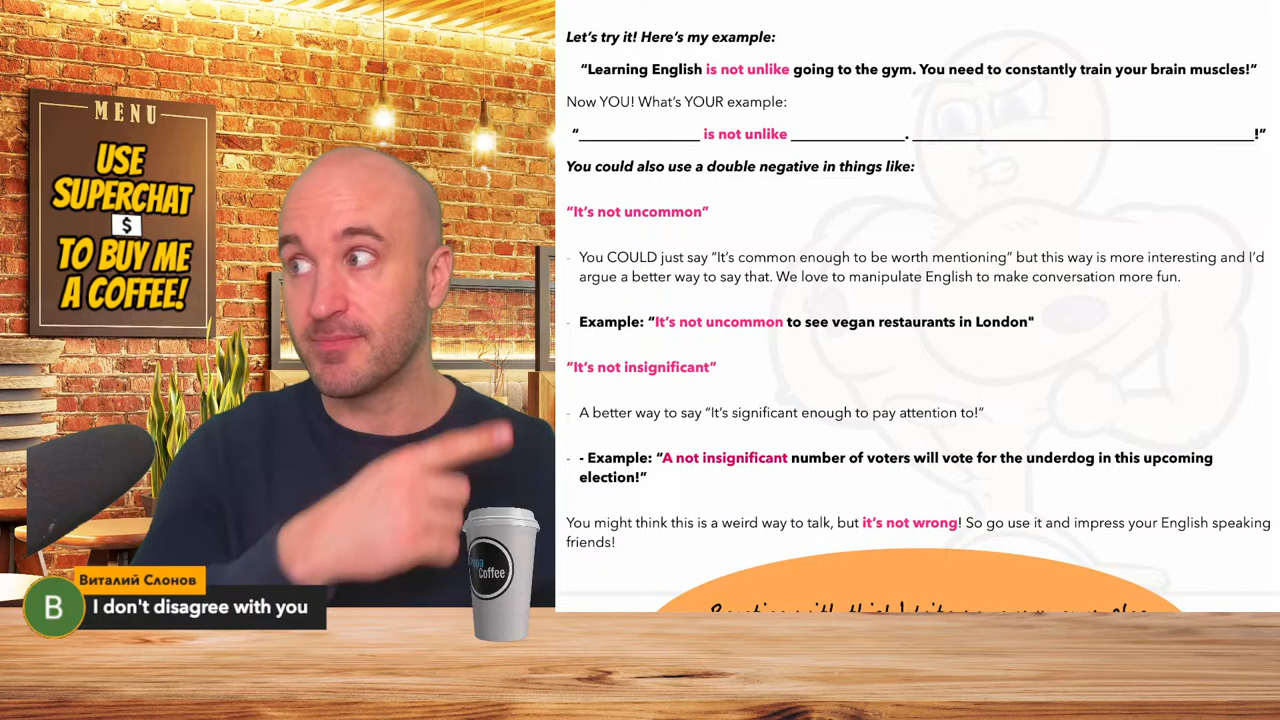 MENU
USE
SUPERCHAT
$
TO BUY ME
A COFFEE!
Let's try it! Here's my example:
“Learning English is not unlike going to the gym. You need to constantly train your brain muscles!”
Now YOU! What's YOUR example:
“____________ is not unlike ____________. ___________________________________!”
You could also use a double negative in things like:
“It's not uncommon”
- You COULD just say “It's common enough to be worth mentioning” but this way is more interesting and I'd
argue a better way to say that. We love to manipulate English to make conversation more fun.
- Example: “It's not uncommon to see vegan restaurants in London"
“It's not insignificant”
- A better way to say “It's significant enough to pay attention to!”
- - Example: “A not insignificant number of voters will vote for the underdog in this upcoming
election!”
You might think this is a weird way to talk, but it's not wrong! So go use it and impress your English speaking
friends!
Coffee
Виталий Слонов
В
I don't disagree with you